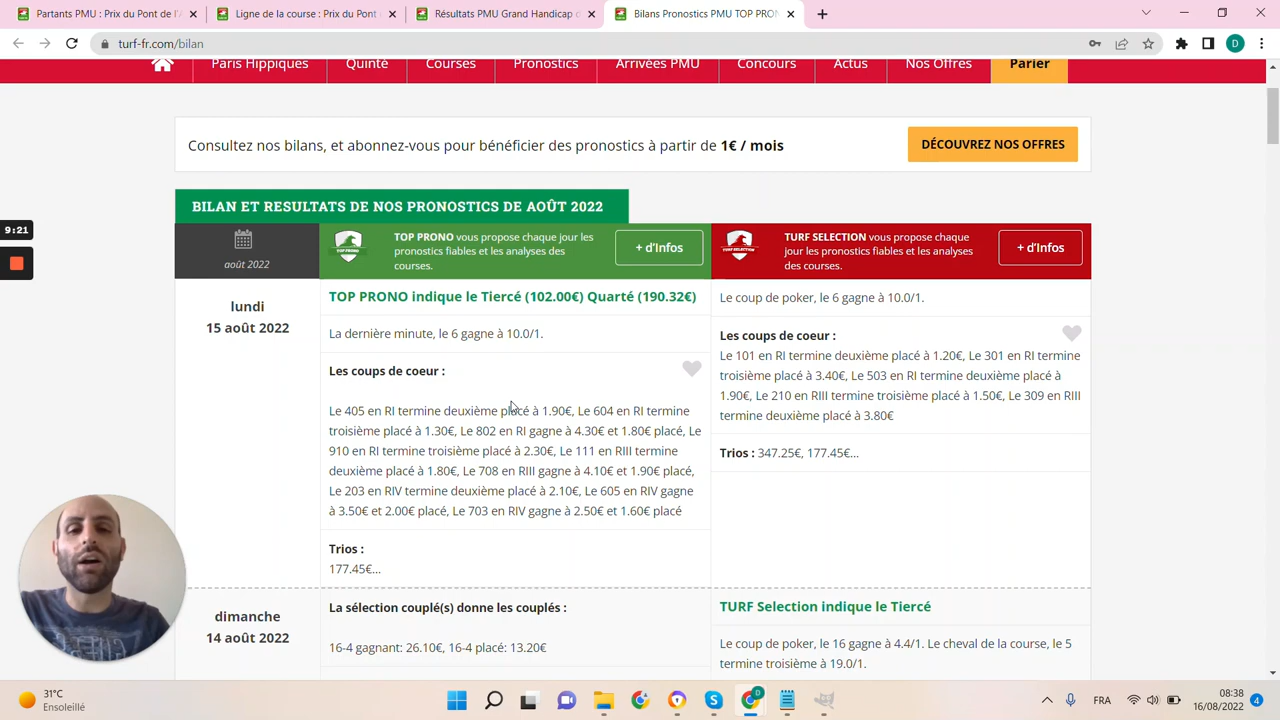 Partants PMU : Prix du Pont de l'A
Ligne de la course : Prix du Pont
Résultats PMU Grand Handicap d
Bilans Pronostics PMU TOP PRON
turf-fr.com/bilan
D
Paris Hippiques Quinté Courses Pronostics Arrivées PMU Concours Actus Nos Offres Parier
Consultez nos bilans, et abonnez-vous pour bénéficier des pronostics à partir de 1€ / mois
DÉCOUVREZ NOS OFFRES
BILAN ET RESULTATS DE NOS PRONOSTICS DE AOÛT 2022
9:21
août 2022
TOP PRONO
TOP PRONO vous propose chaque jour les
pronostics fiables et les analyses des
courses.
+ d'Infos
TURF SELECTION
TURF SELECTION vous propose chaque
jour les pronostics fiables et les analyses
des courses.
+ d'Infos
lundi
15 août 2022
TOP PRONO indique le Tiercé (102.00€) Quarté (190.32€)
La dernière minute, le 6 gagne à 10.0/1.
Les coups de coeur :
Le 405 en RI termine deuxième placé à 1.90€, Le 604 en RI termine
troisième placé à 1.30€, Le 802 en RI gagne à 4.30€ et 1.80€ placé, Le
910 en RI termine troisième placé à 2.30€, Le 111 en RIII termine
deuxième placé à 1.80€, Le 708 en RIII gagne à 4.10€ et 1.90€ placé,
Le 203 en RIV termine deuxième placé à 2.10€, Le 605 en RIV gagne
à 3.50€ et 2.00€ placé, Le 703 en RIV gagne à 2.50€ et 1.60€ placé
Trios :
177.45€...
Le coup de poker, le 6 gagne à 10.0/1.
Les coups de coeur :
Le 101 en RI termine deuxième placé à 1.20€, Le 301 en RI termine
troisième placé à 3.40€, Le 503 en RI termine deuxième placé à
1.90€, Le 210 en RIII termine troisième placé à 1.50€, Le 309 en RIII
termine deuxième placé à 3.80€
Trios : 347.25€, 177.45€...
dimanche
14 août 2022
La sélection couplé(s) donne les couplés :
16-4 gagnant: 26.10€, 16-4 placé: 13.20€
TURF Selection indique le Tiercé
Le coup de poker, le 16 gagne à 4.4/1. Le cheval de la course, le 5
termine troisième à 19.0/1.
31°C
Ensoleillé
D
FRA
08:38
16/08/2022
4